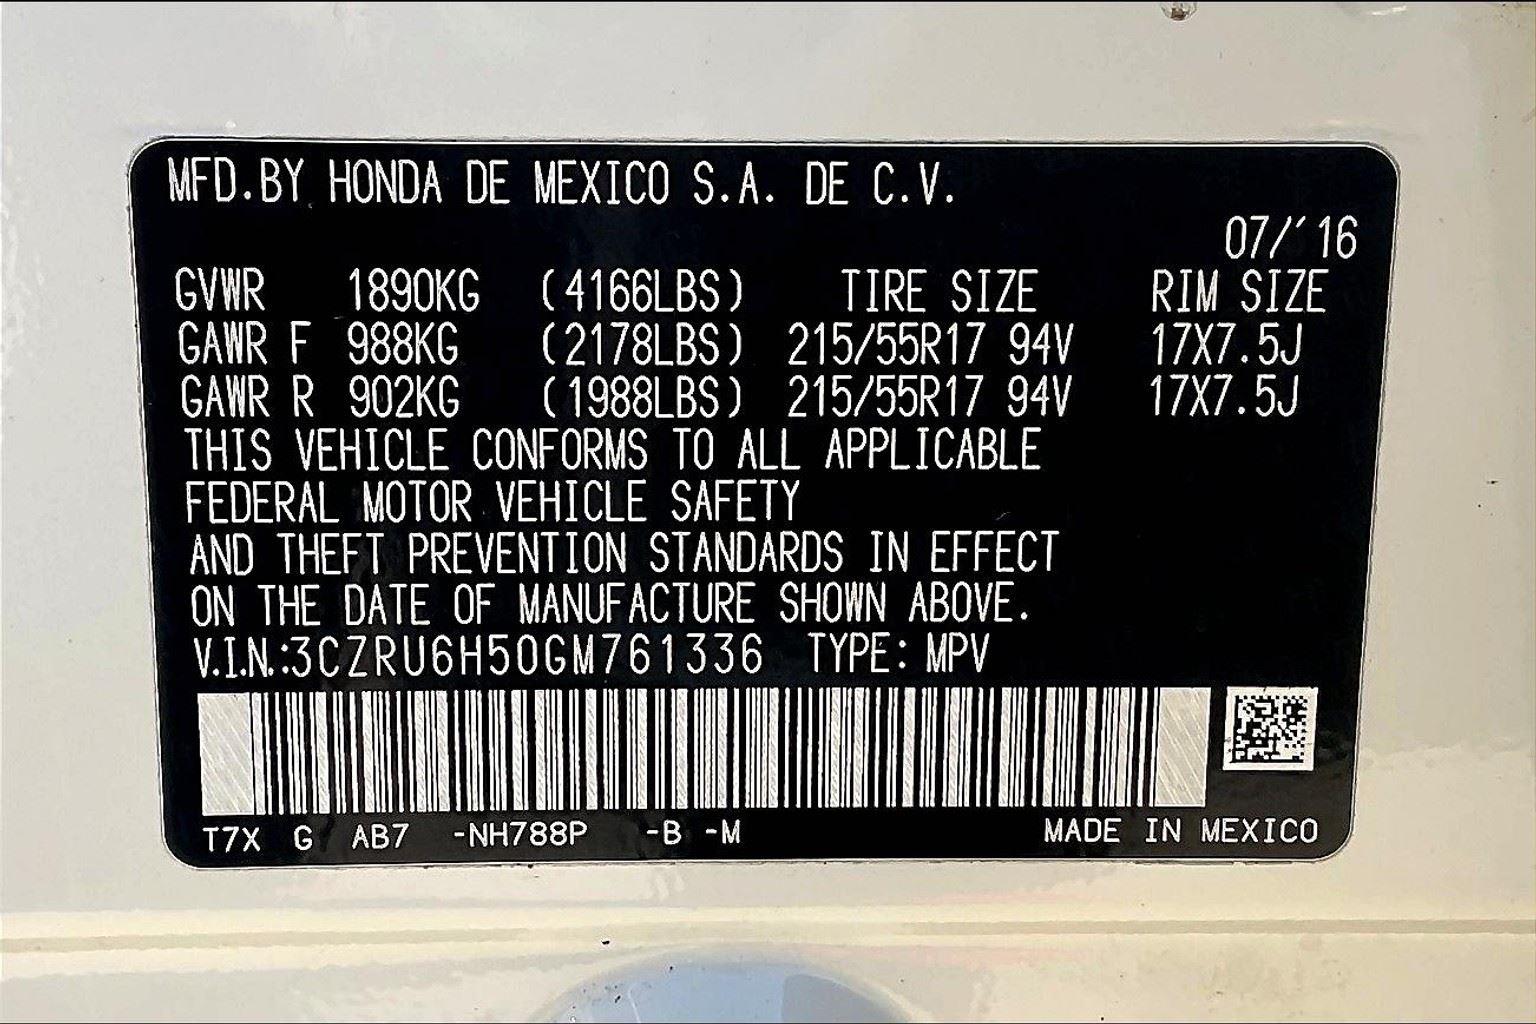 MFD.BY HONDA DE MEXICO S.A. DE C.V.
07/'16
GVWR 1890KG (4166LBS) TIRE SIZE RIM SIZE
GAWR F 988KG (2178LBS) 215/55R17 94V 17X7.5J
GAWR R 902KG (1988LBS) 215/55R17 94V 17X7.5J
THIS VEHICLE CONFORMS TO ALL APPLICABLE
FEDERAL MOTOR VEHICLE SAFETY
AND THEFT PREVENTION STANDARDS IN EFFECT
ON THE DATE OF MANUFACTURE SHOWN ABOVE.
V.I.N.:3CZRU6H50GM761336 TYPE: MPV
T7X G AB7 -NH788P -B -M MADE IN MEXICO